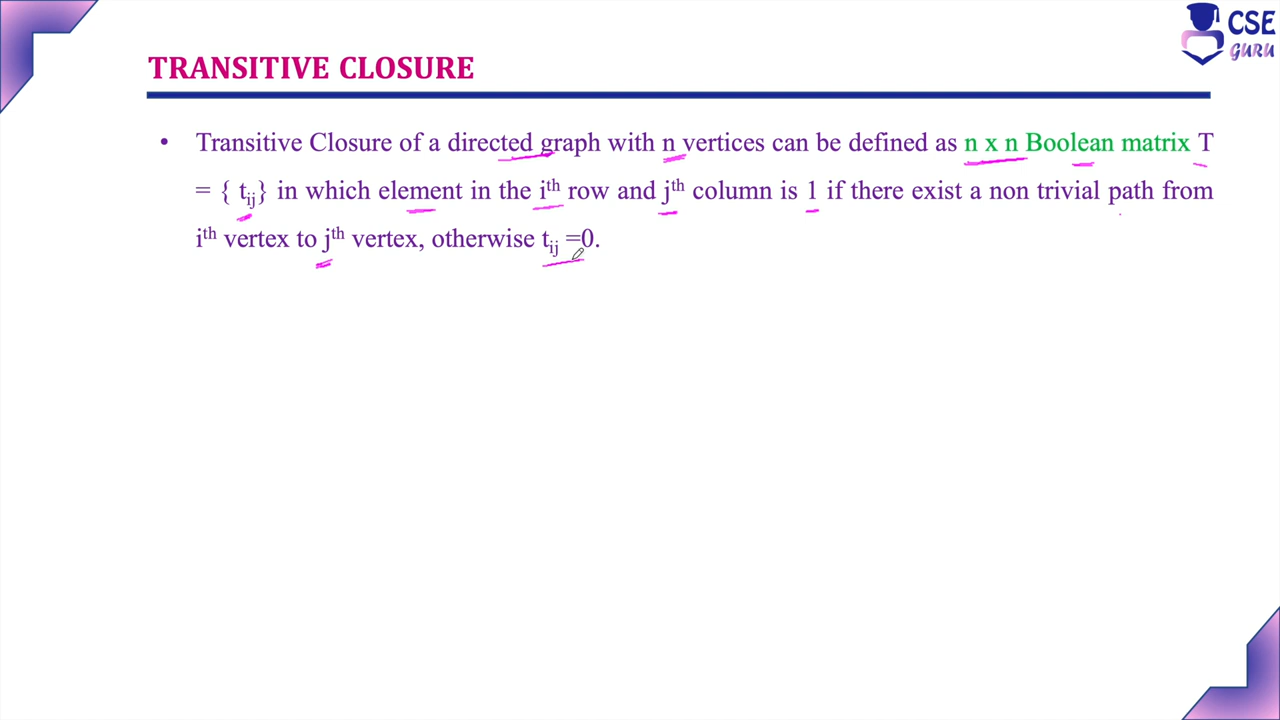 CSE
GURU
TRANSITIVE CLOSURE
• Transitive Closure of a directed graph with n vertices can be defined as n x n Boolean matrix T
= { tij} in which element in the ith row and jth column is 1 if there exist a non trivial path from
ith vertex to jth vertex, otherwise tij =0.